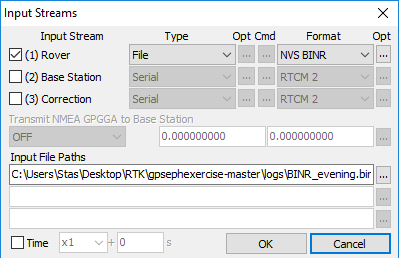 Input Streams
Input Stream Type Opt Cmd Format Opt
(1) Rover File ... ... NVS BINR ...
(2) Base Station Serial ... ... RTCM 2 ...
(3) Correction Serial ... ... RTCM 2 ...
Transmit NMEA GPGGA to Base Station
OFF 0.000000000 0.000000000 ...
Input File Paths
C:\Users\Stas\Desktop\RTK\gpsephexercise-master\logs\BINR_evening.bin ...
...
...
Time x1 + 0 s OK Cancel